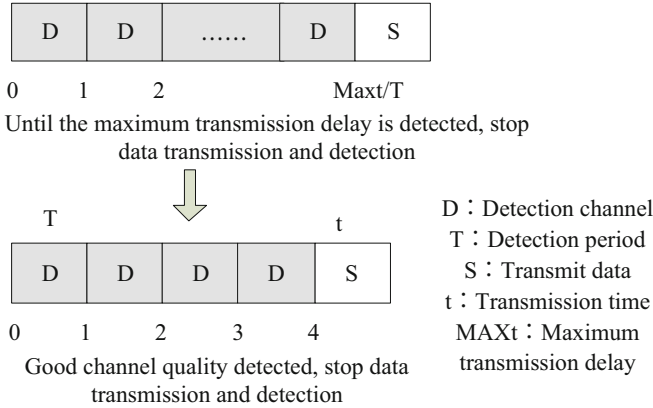 D D …… D S
0 1 2 Maxt/T
Until the maximum transmission delay is detected, stop
data transmission and detection
T t
D D D D S
0 1 2 3 4
Good channel quality detected, stop data
transmission and detection
D：Detection channel
T：Detection period
S：Transmit data
t：Transmission time
MAXt：Maximum
transmission delay